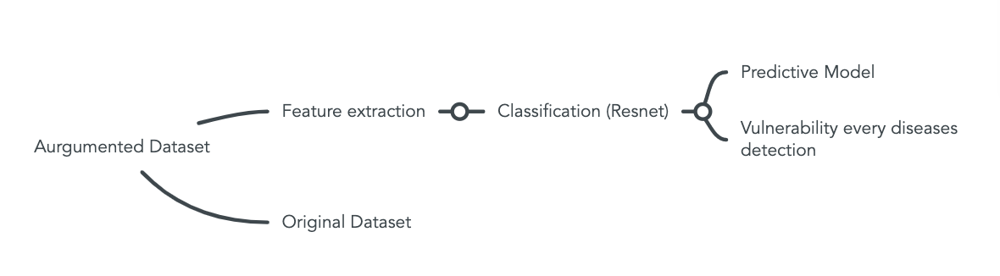 Predictive Model
Feature extraction
Classification (Resnet)
Vulnerability every diseases
detection
Aurgumented Dataset
Original Dataset